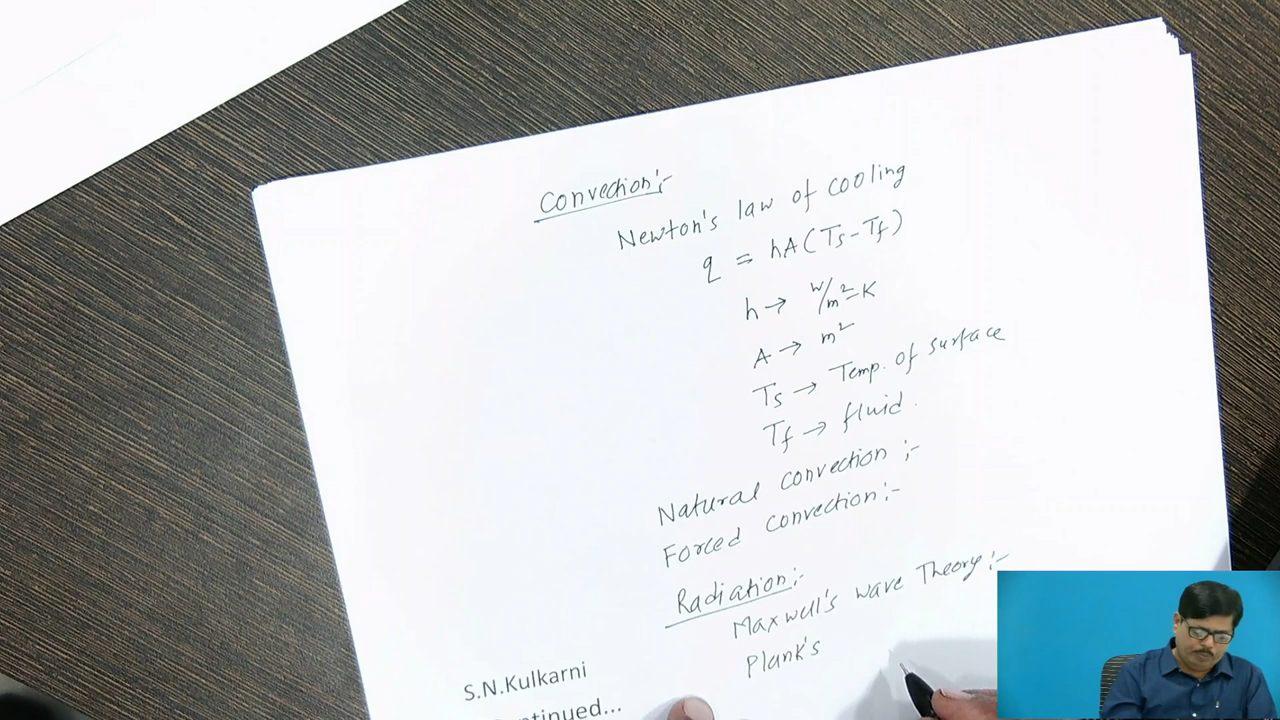 Convection:-
Newton's law of cooling
q = hA(Ts-Tf)
h → W/m²-K
A → m²
Ts → Temp. of surface
Tf → fluid.
Natural convection:-
Forced convection:-
Radiation:-
Maxwell's wave Theory:-
Plank's
S.N.Kulkarni